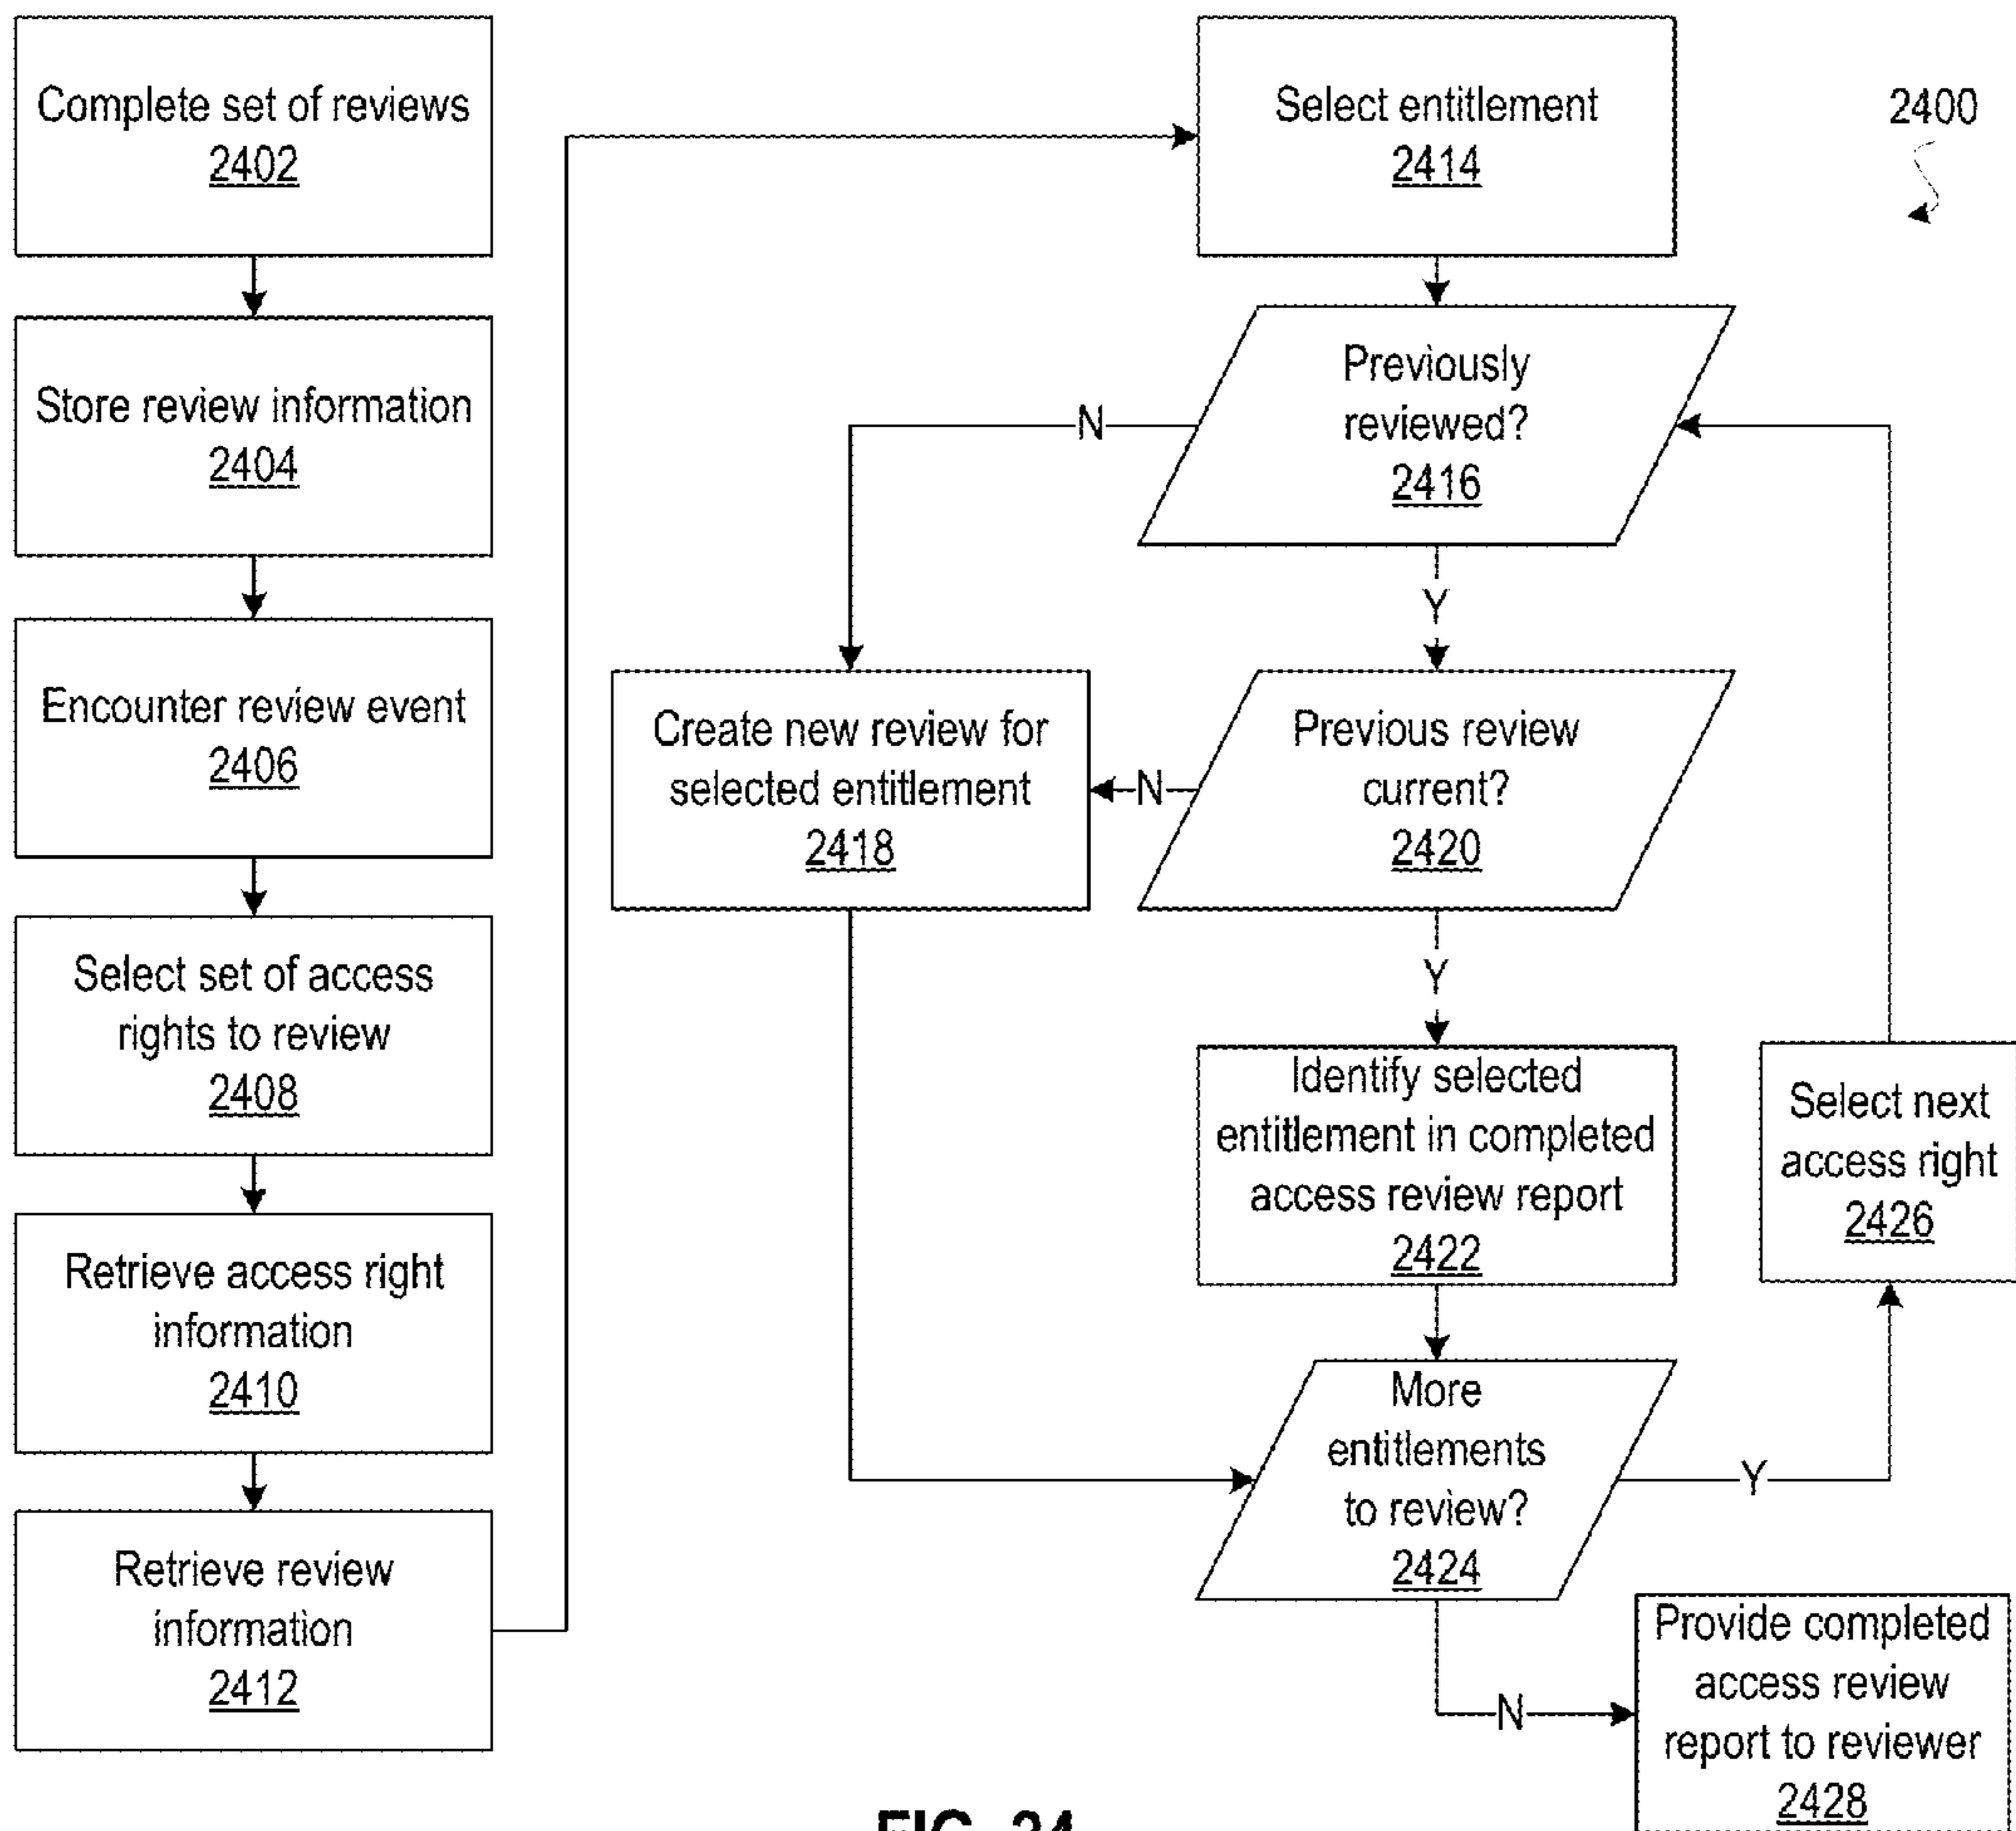 Complete set of reviews
2402
Store review information
2404
Encounter review event
2406
Select set of access
rights to review
2408
Retrieve access right
information
2410
Retrieve review
information
2412
Select entitlement
2414
2400
Previously
reviewed?
2416
N
Y
Create new review for
selected entitlement
2418
N
Previous review
current?
2420
Y
Identify selected
entitlement in completed
access review report
2422
Select next
access right
2426
More
entitlements
to review?
2424
Y
N
Provide completed
access review
report to reviewer
2428
FIG. 24